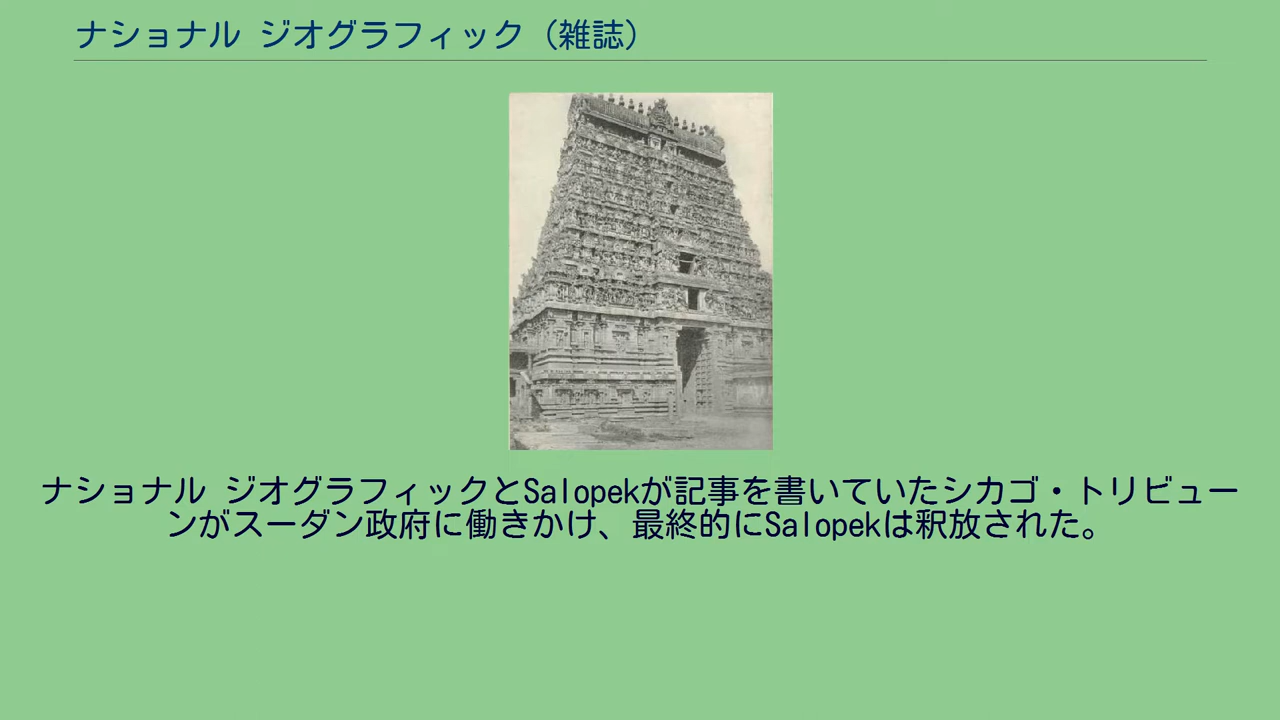 ナショナル ジオグラフィック（雑誌）
ナショナル ジオグラフィックとSalopekが記事を書いていたシカゴ・トリビュー
ンがスーダン政府に働きかけ、最終的にSalopekは釈放された。